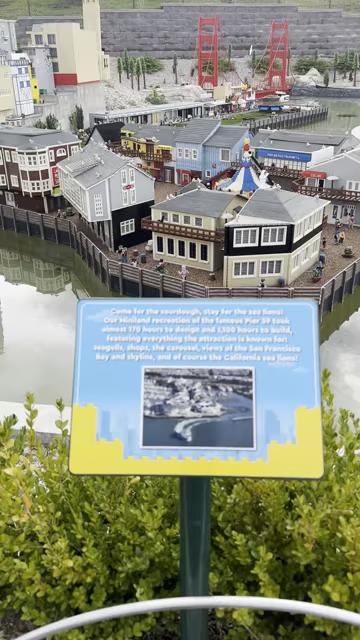 Come for the sourdough, stay for the sea lions!
Our Miniland recreation of the famous Pier 39 took
almost 170 hours to design and 1,300 hours to build,
featuring everything the attraction is known for:
seagulls, shops, the carousel, views of the San Francisco
Bay and skyline, and of course the California sea lions!